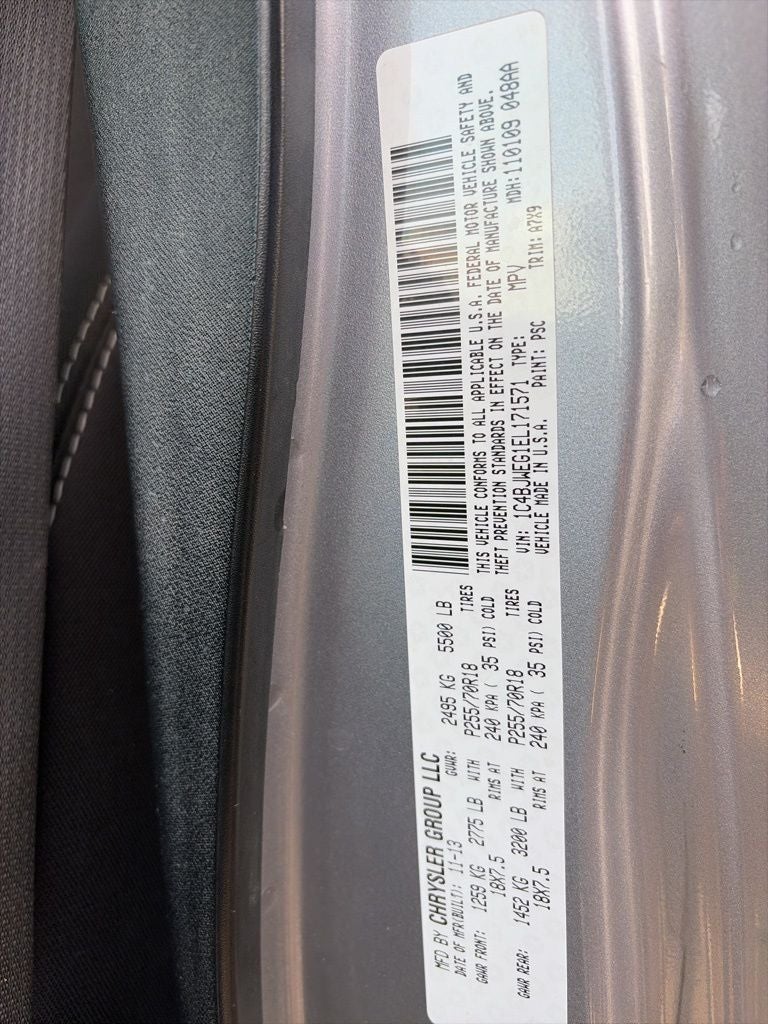 MFD BY CHRYSLER GROUP LLC
DATE OF MFR(BUILT): 11-13 GVWR: 2495 KG 5500 LB
GAWR FRONT: 1259 KG 2775 LB WITH P255/70R18 TIRES
18X7.5 RIMS AT 240 KPA ( 35 PSI) COLD
GAWR REAR: 1452 KG 3200 LB WITH P255/70R18 TIRES
18X7.5 RIMS AT 240 KPA ( 35 PSI) COLD
THIS VEHICLE CONFORMS TO ALL APPLICABLE U.S.A. FEDERAL MOTOR VEHICLE SAFETY AND
THEFT PREVENTION STANDARDS IN EFFECT ON THE DATE OF MANUFACTURE SHOWN ABOVE.
VIN: 1C4BJWEG1EL171571 TYPE: MPV MDH:110109 048AA
VEHICLE MADE IN U.S.A. PAINT: PSC TRIM: A7X9